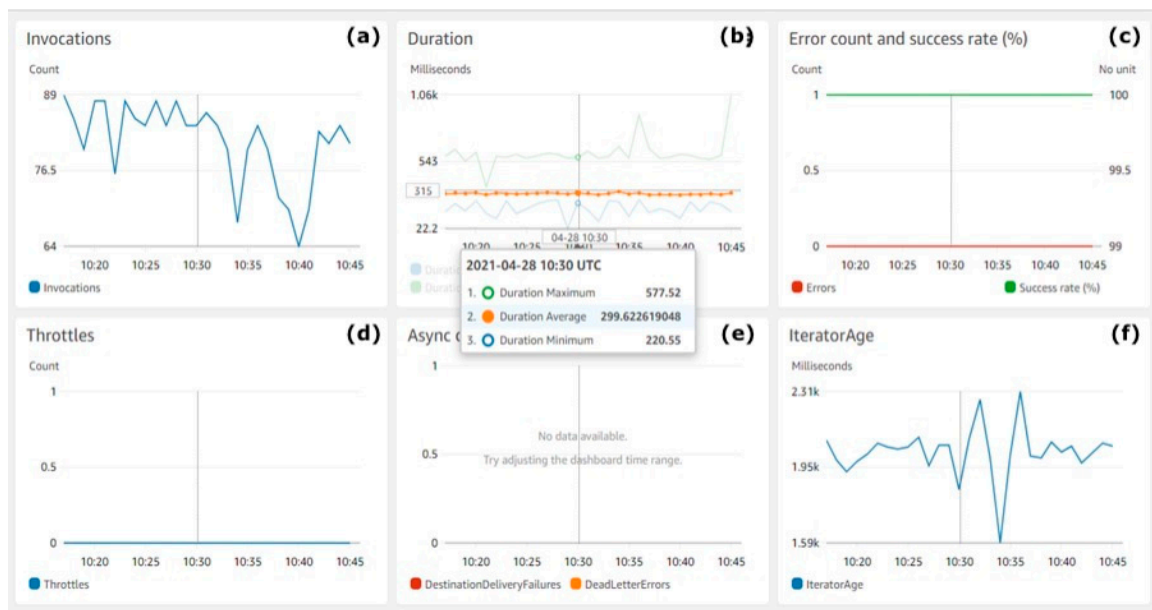 Invocations (a)
Count
89
76.5
64
10:20 10:25 10:30 10:35 10:40 10:45
Invocations
Duration (b)
Milliseconds
1.06k
543
315
22.2
04-28 10:30
10:20 10:25 10:35 10:40 10:45
2021-04-28 10:30 UTC
1. Duration Maximum 577.52
2. Duration Average 299.622619048
3. Duration Minimum 220.55
Error count and success rate (%) (c)
Count No unit
1 100
0.5 99.5
0 99
10:20 10:25 10:30 10:35 10:40 10:45
Errors Success rate (%)
Throttles (d)
Count
1
0.5
0
10:20 10:25 10:30 10:35 10:40 10:45
Throttles
Async (e)
1
0.5
0
No data available.
Try adjusting the dashboard time range.
10:20 10:25 10:30 10:35 10:40 10:45
DestinationDeliveryFailures DeadLetterErrors
IteratorAge (f)
Milliseconds
2.31k
1.95k
1.59k
10:20 10:25 10:30 10:35 10:40 10:45
IteratorAge